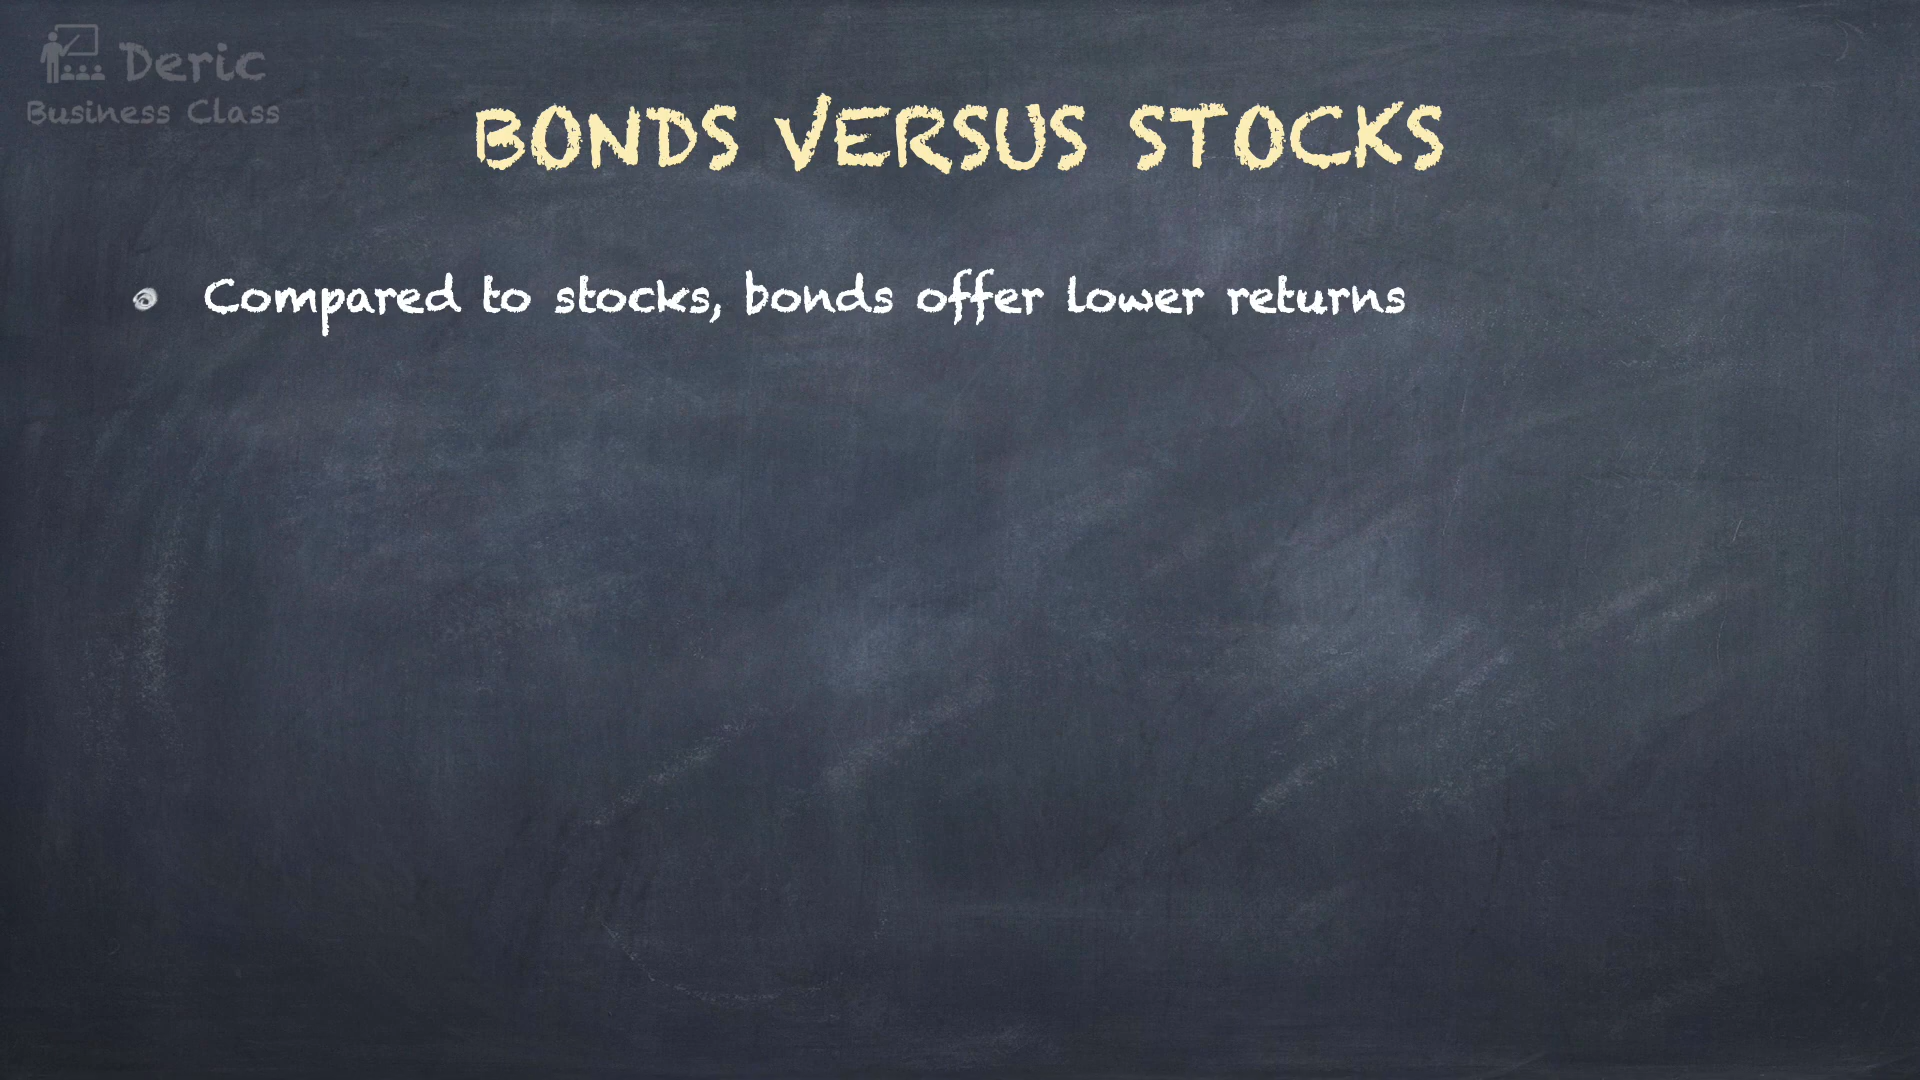 Deric
Business Class
BONDS VERSUS STOCKS
Compared to stocks, bonds offer lower returns